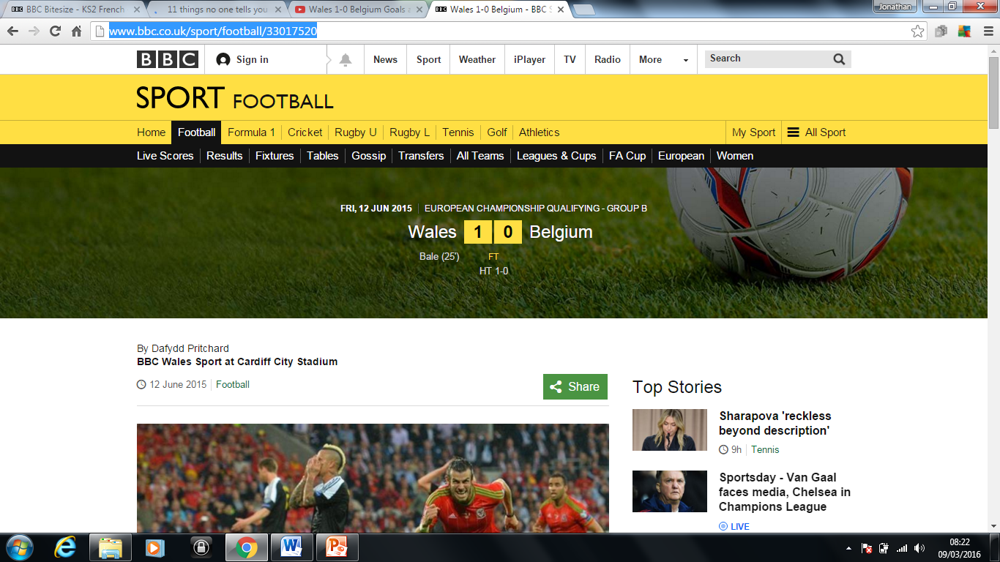 BBC Bitesize - KS2 French
11 things no one tells you
Wales 1-0 Belgium Goals
Wales 1-0 Belgium - BBC S
Jonathan
www.bbc.co.uk/sport/football/33017520
BBC
Sign in
News
Sport
Weather
iPlayer
TV
Radio
More
Search
SPORT FOOTBALL
Home
Football
Formula 1
Cricket
Rugby U
Rugby L
Tennis
Golf
Athletics
My Sport
All Sport
Live Scores
Results
Fixtures
Tables
Gossip
Transfers
All Teams
Leagues & Cups
FA Cup
European
Women
FRI, 12 JUN 2015 EUROPEAN CHAMPIONSHIP QUALIFYING - GROUP B
Wales 1 0 Belgium
Bale (25') FT
HT 1-0
By Dafydd Pritchard
BBC Wales Sport at Cardiff City Stadium
12 June 2015 Football
Share
Top Stories
Sharapova 'reckless
beyond description'
9h Tennis
Sportsday - Van Gaal
faces media, Chelsea in
Champions League
LIVE
08:22
09/03/2016